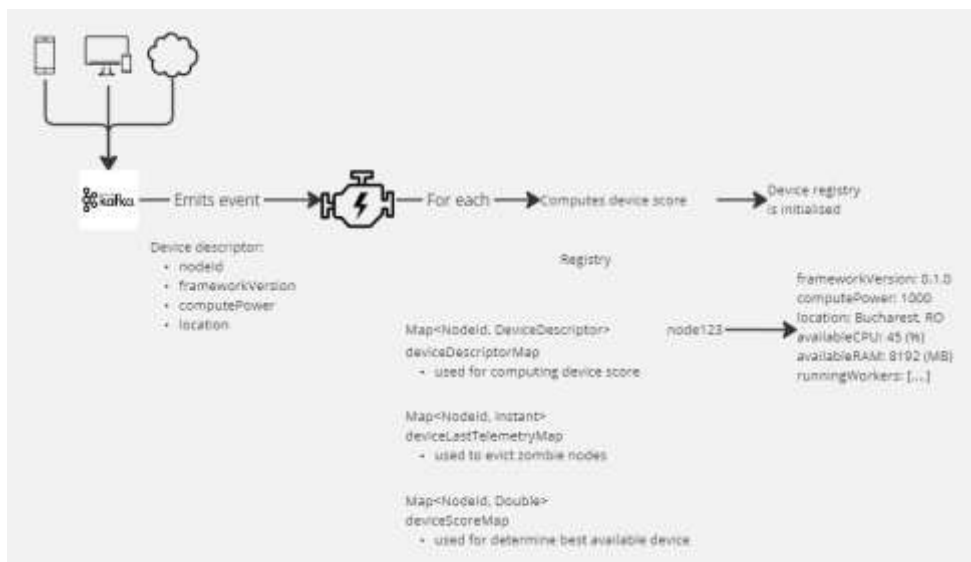 kafka
Emits event
For each
Computes device score
Device registry
is initialised
Device descriptor:
• nodeId
• frameworkVersion
• computePower
• location
Registry
Map<NodeId, DeviceDescriptor>
deviceDescriptorMap
• used for computing device score
node123
frameworkVersion: 0.1.0
computePower: 1000
location: Bucharest, RO
availableCPU: 45 (%)
availableRAM: 8192 (MB)
runningWorkers: [...]
Map<NodeId, Instant>
deviceLastTelemetryMap
• used to evict zombie nodes
Map<NodeId, Double>
deviceScoreMap
• used for determine best available device